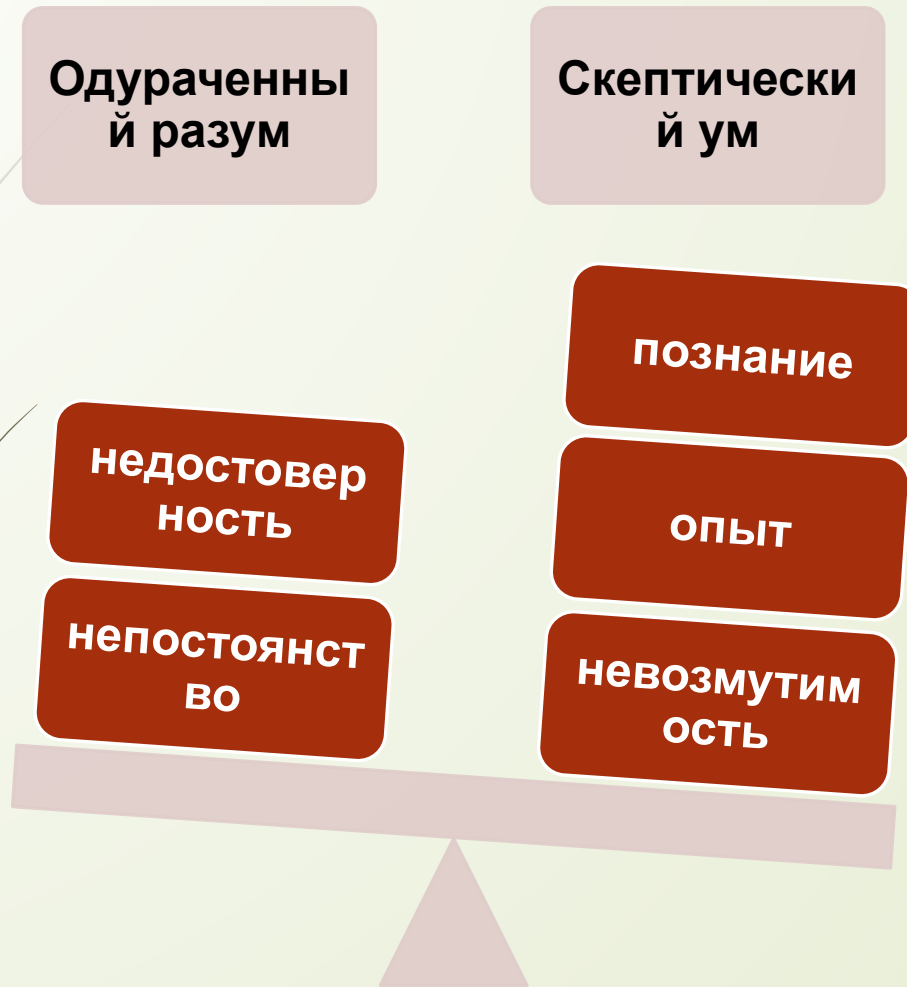 Одураченны
й разум
Скептически
й ум
познание
недостовер
ность
опыт
непостоянст
во
невозмутим
ость